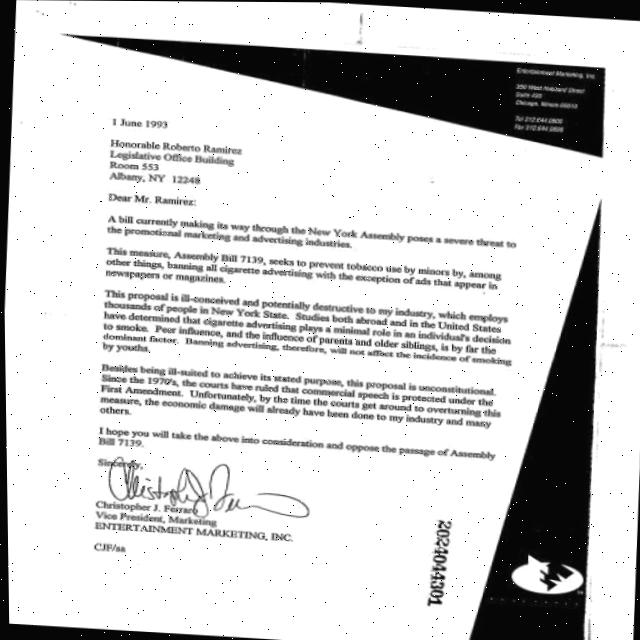 Entertainment Marketing, Inc.
350 West Hubbard Street
Suite 420
Chicago, Illinois 60610
Tel 312.644.0800
1 June 1993
Honorable Roberto Ramirez
Legislative Office Building
Room 553
Albany, NY 12248
Dear Mr. Ramirez:
A bill currently making its way through the New York Assembly poses a severe threat to
the promotional marketing and advertising industries.
This measure, Assembly Bill 7139, seeks to prevent tobacco use by minors by, among
other things, banning all cigarette advertising with the exception of ads that appear in
newspapers or magazines.
This proposal is ill-conceived and potentially destructive to my industry, which employs
thousands of people in New York State. Studies both abroad and in the United States
have determined that cigarette advertising plays a minimal role in an individual's decision
to smoke. Peer influence, and the influence of parents and older siblings, is by far the
dominant factor. Banning advertising, therefore, will not affect the incidence of smoking
by youths.
Besides being ill-suited to achieve its stated purpose, this proposal is unconstitutional.
Since the 1970's, the courts have ruled that commercial speech is protected under the
First Amendment. Unfortunately, by the time the courts get around to overturning this
measure, the economic damage will already have been done to my industry and many
others.
I hope you will take the above into consideration and oppose the passage of Assembly
Bill 7139.
Sincerely,
Christopher J. Ferraro
Vice President, Marketing
ENTERTAINMENT MARKETING, INC.
CJF/sa
2024044301